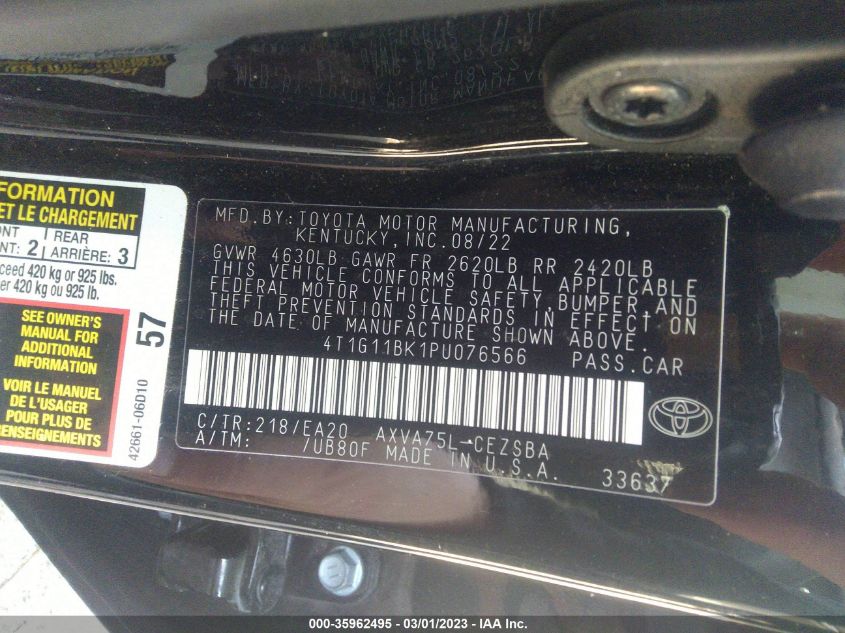 FORMATION
ET LE CHARGEMENT
ONT
NT: 2
REAR
ARRIÈRE: 3
ceed 420 kg or 925 lbs.
er 420 kg ou 925 lb.
SEE OWNER'S
MANUAL FOR
ADDITIONAL
INFORMATION
VOIR LE MANUEL
DE L'USAGER
POUR PLUS DE
RENSEIGNEMENTS
57
42661-06D10
MFD.BY:TOYOTA MOTOR MANUFACTURING,
KENTUCKY, INC. 08/22
GVWR 4630LB GAWR FR 2620LB RR 2420LB
THIS VEHICLE CONFORMS TO ALL APPLICABLE
FEDERAL MOTOR VEHICLE SAFETY, BUMPER, AND
THEFT PREVENTION STANDARDS IN EFFECT ON
THE DATE OF MANUFACTURE SHOWN ABOVE.
4T1G11BK1PU076566 PASS.CAR
C/TR:218/EA20 AXVA75L-CEZSBA
A/TM: /UB80F MADE IN U.S.A.
33637
000-35962495 - 03/01/2023 - IAA Inc.